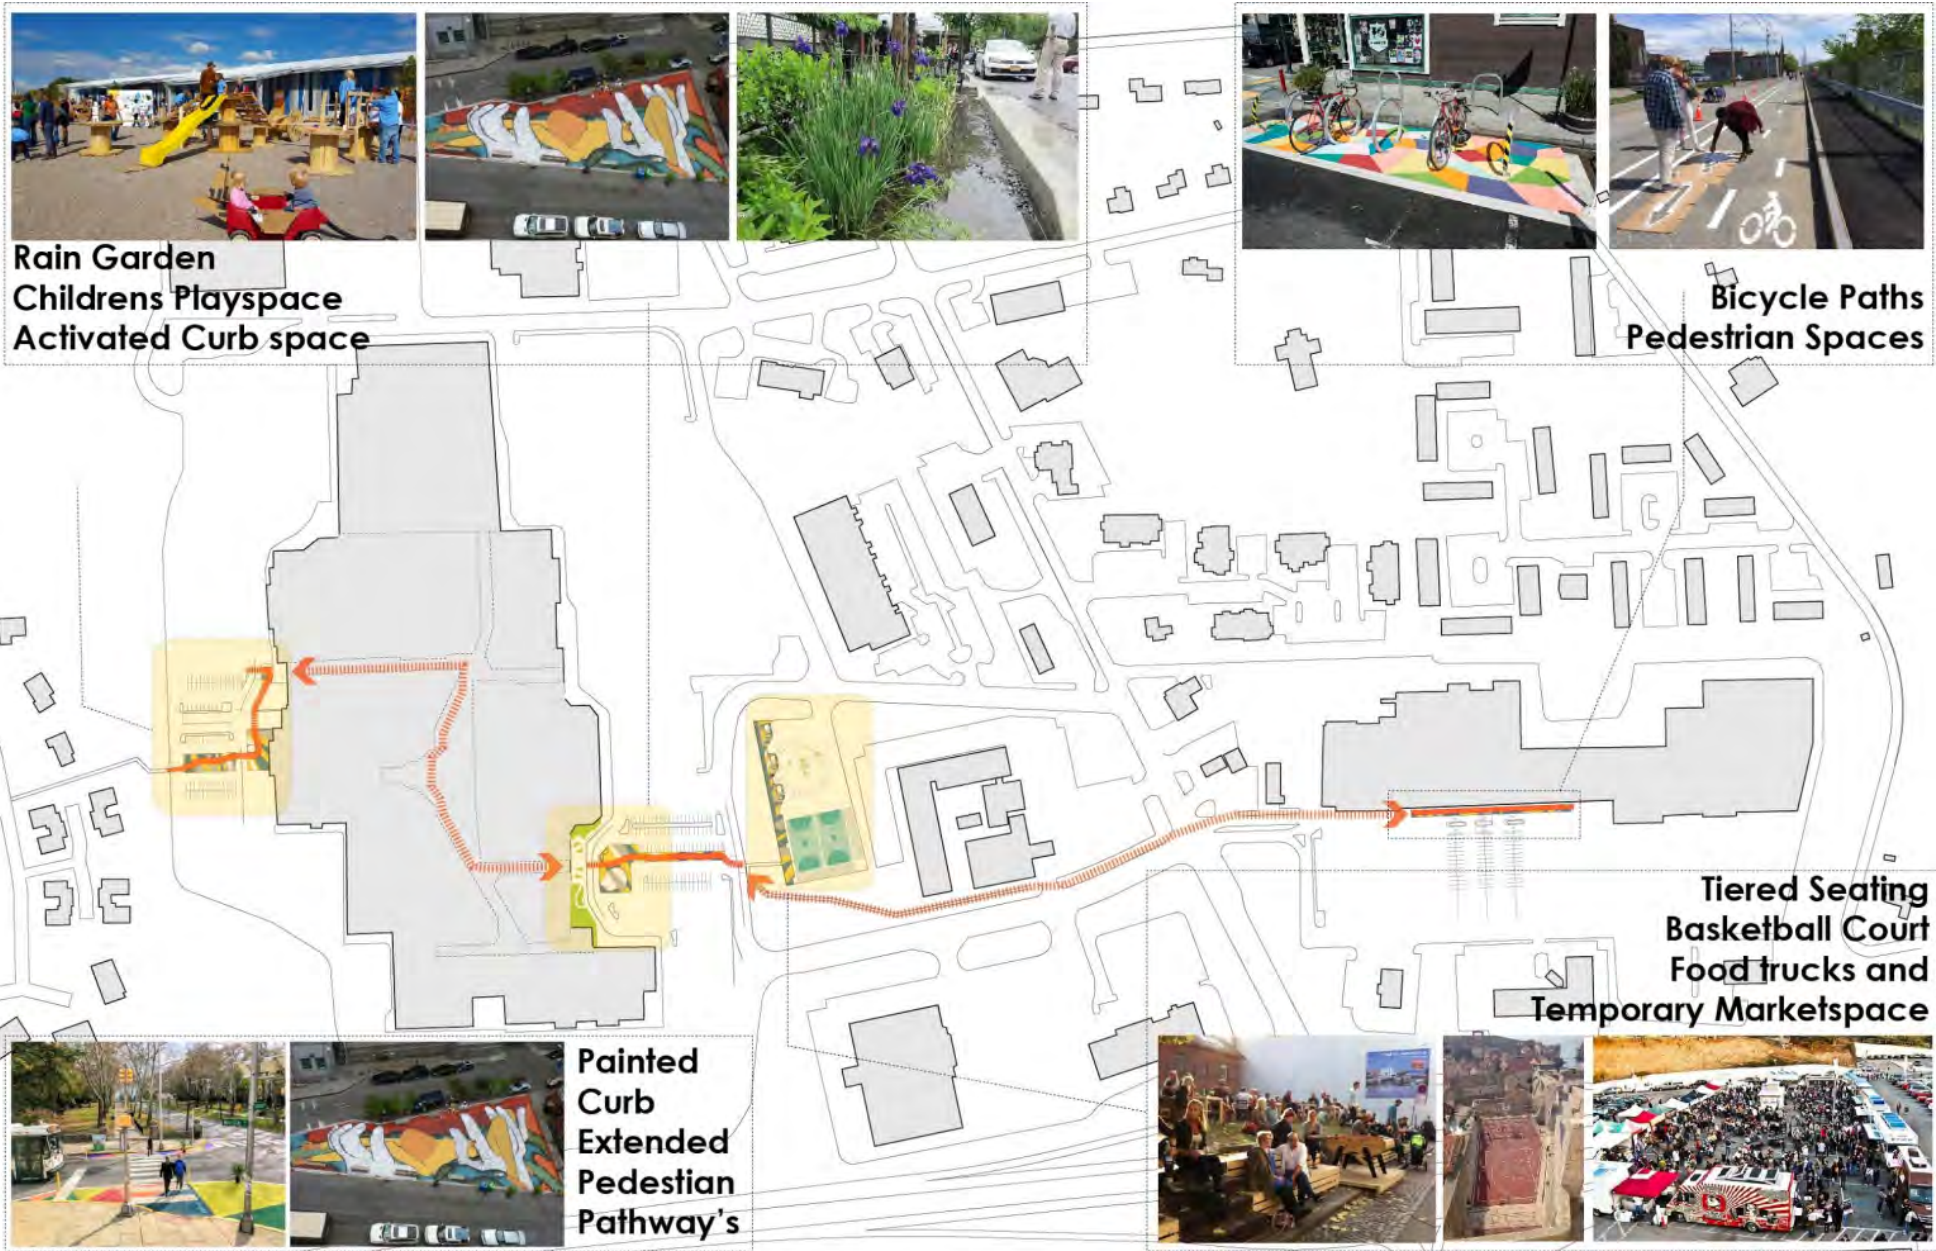 Rain Garden
Childrens Playspace
Activated Curb space
Bicycle Paths
Pedestrian Spaces
Tiered Seating
Basketball Court
Food trucks and
Temporary Marketspace
Painted
Curb
Extended
Pedestian
Pathway's